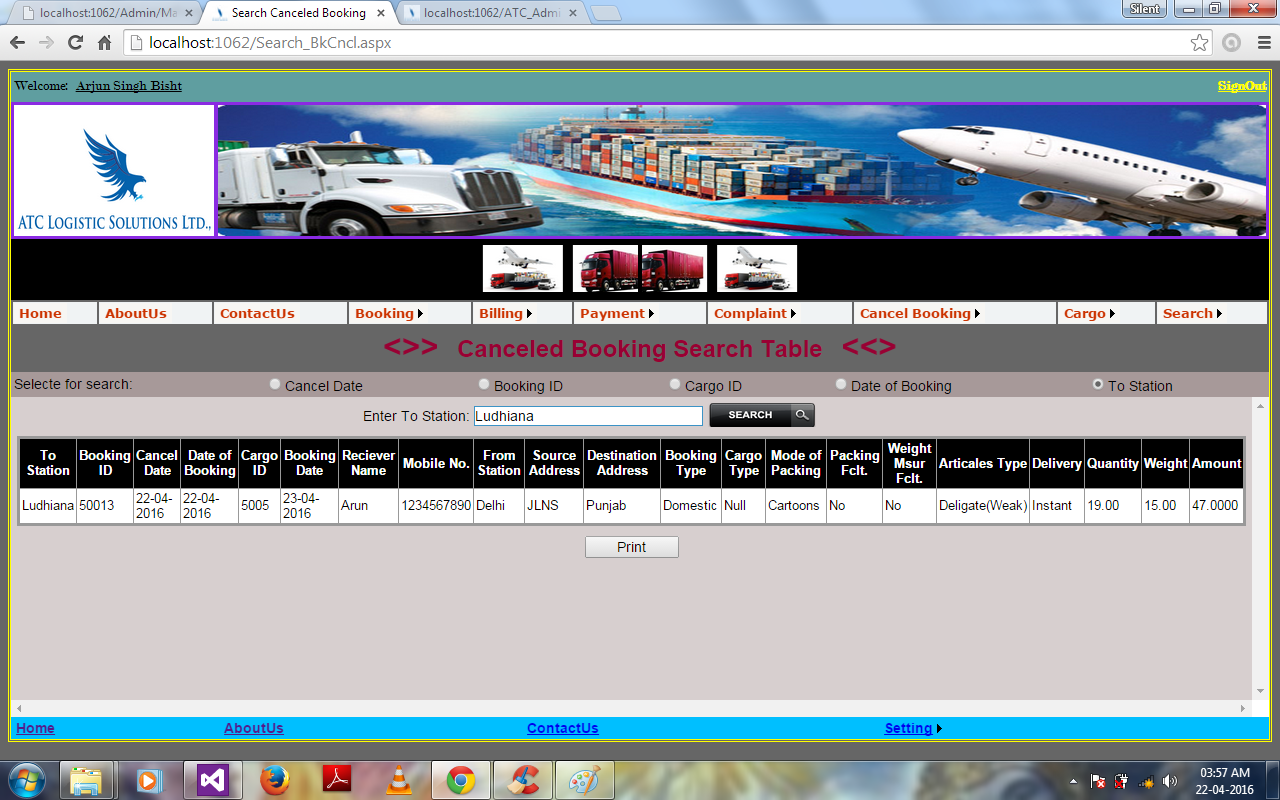 localhost:1062/Admin/Ma
Search Canceled Booking
localhost:1062/ATC_Admi
Silent
localhost:1062/Search_BkCncl.aspx
Welcome: Arjun Singh Bisht
SignOut
ATC LOGISTIC SOLUTIONS LTD.,
Home AboutUs ContactUs Booking Billing Payment Complaint Cancel Booking Cargo Search
<>> Canceled Booking Search Table <<>
Selecte for search: Cancel Date Booking ID Cargo ID Date of Booking To Station
Enter To Station: Ludhiana SEARCH
To Station Booking ID Cancel Date Date of Booking Cargo ID Booking Date Reciever Name Mobile No. From Station Source Address Destination Address Booking Type Cargo Type Mode of Packing Packing Fclt. Weight Msur Fclt. Articales Type Delivery Quantity Weight Amount
Ludhiana 50013 22-04-2016 22-04-2016 5005 23-04-2016 Arun 1234567890 Delhi JLNS Punjab Domestic Null Cartoons No No Deligate(Weak) Instant 19.00 15.00 47.0000
Print
Home AboutUs ContactUs Setting
03:57 AM
22-04-2016